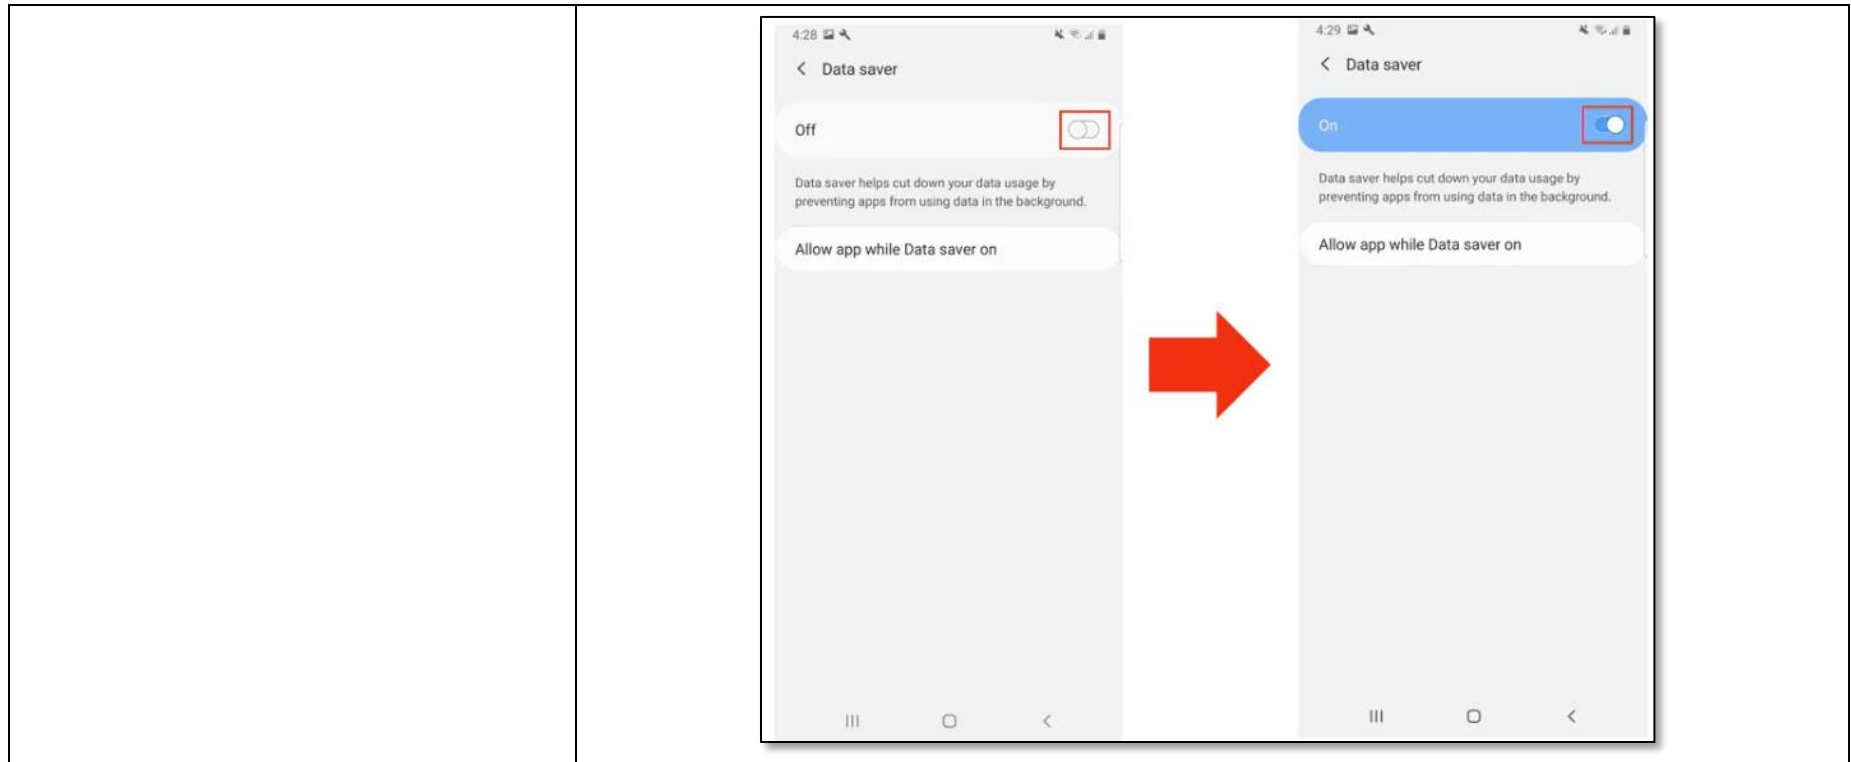 4:28
Data saver
Off
Data saver helps cut down your data usage by
preventing apps from using data in the background.
Allow app while Data saver on
4:29
Data saver
On
Data saver helps cut down your data usage by
preventing apps from using data in the background.
Allow app while Data saver on